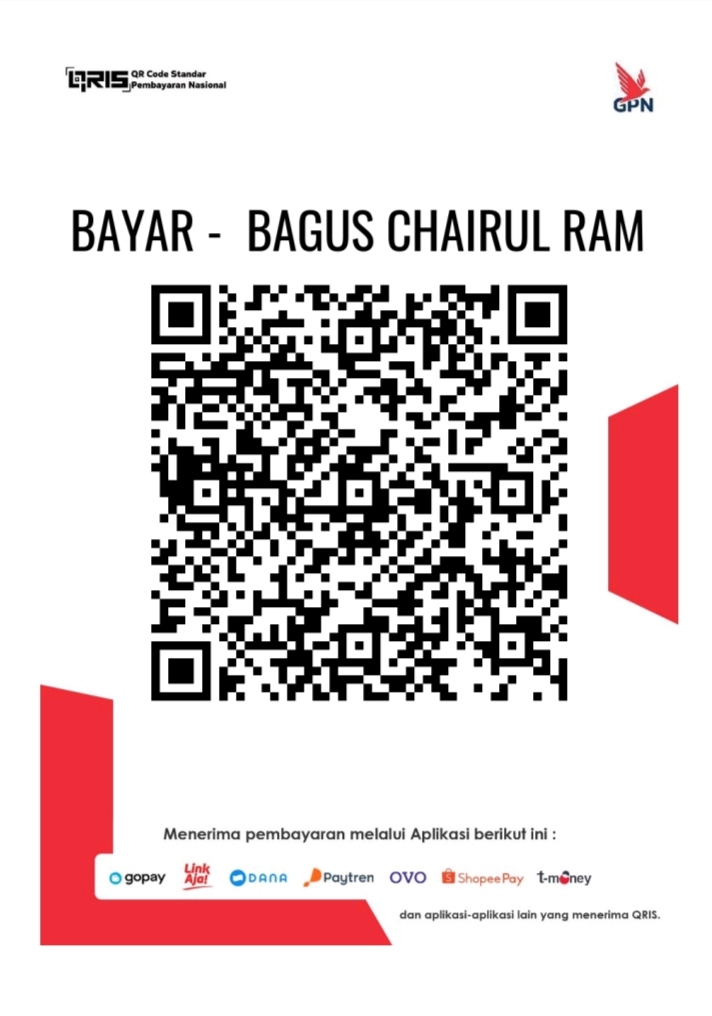 QRIS QR Code Standar
Pembayaran Nasional
GPN
BAYAR - BAGUS CHAIRUL RAM
Menerima pembayaran melalui Aplikasi berikut ini :
gopay Link Aja! DANA Paytren OVO ShopeePay t-money
dan aplikasi-aplikasi lain yang menerima QRIS.